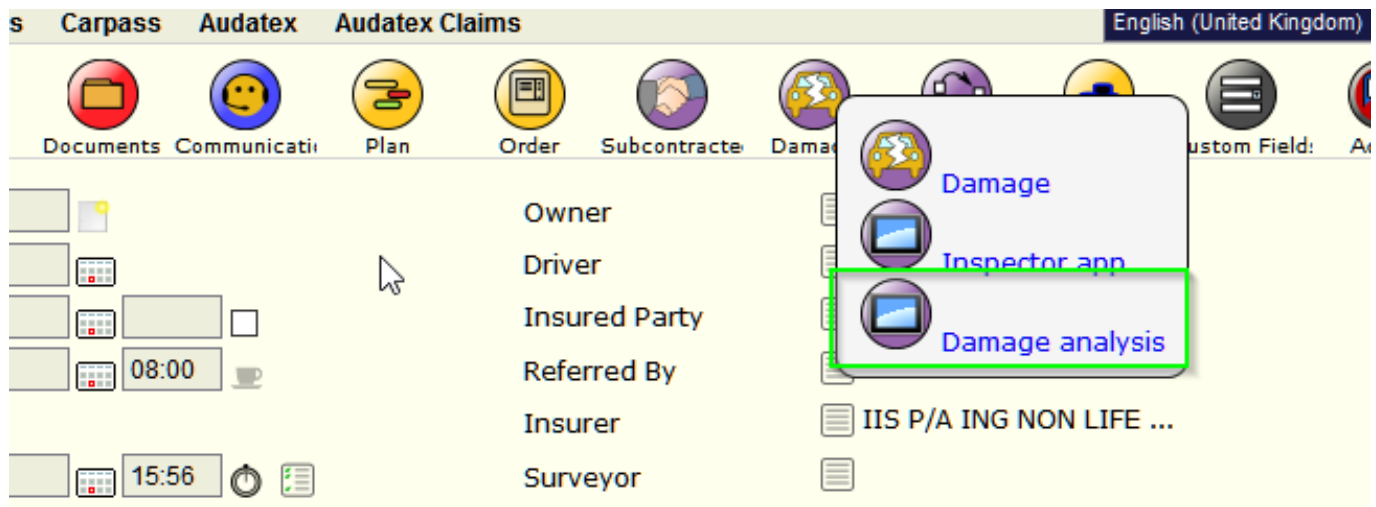 s Carpass Audatex Audatex Claims English (United Kingdom)
Documents Communicati Plan Order Subcontracte Dama ustom Field: A
Damage
Inspector app
Damage analysis
Owner
Driver
Insured Party
08:00 Referred By
Insurer IIS P/A ING NON LIFE ...
15:56 Surveyor